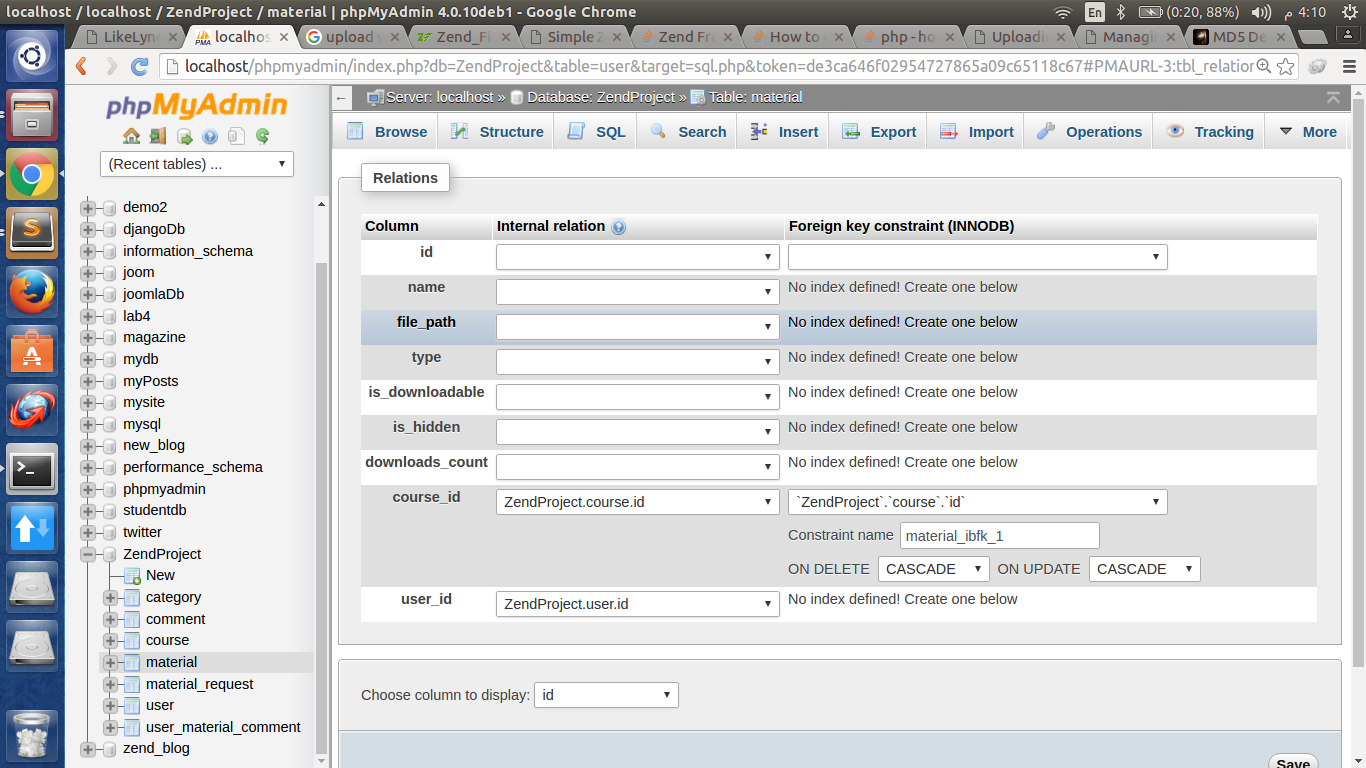 localhost / localhost / ZendProject / material | phpMyAdmin 4.0.10deb1 - Google Chrome
En
(0:20, 88%)
4:10 م
LikeLyne
localhos
upload w
Zend_Fi
Simple Z
Zend Fra
How to
php - ho
Uploadin
Managin
MD5 De
localhost/phpmyadmin/index.php?db=ZendProject&table=user&target=sql.php&token=de3ca646f02954727865a09c65118c67#PMAURL-3:tbl_relation
phpMyAdmin
(Recent tables) ...
demo2
djangoDb
information_schema
joom
joomlaDb
lab4
magazine
mydb
myPosts
mysite
mysql
new_blog
performance_schema
phpmyadmin
studentdb
twitter
ZendProject
New
category
comment
course
material
material_request
user
user_material_comment
zend_blog
Server: localhost » Database: ZendProject » Table: material
Browse
Structure
SQL
Search
Insert
Export
Import
Operations
Tracking
More
Relations
Column
Internal relation
Foreign key constraint (INNODB)
id
name
No index defined! Create one below
file_path
No index defined! Create one below
type
No index defined! Create one below
is_downloadable
No index defined! Create one below
is_hidden
No index defined! Create one below
downloads_count
No index defined! Create one below
course_id
ZendProject.course.id
`ZendProject`.`course`.`id`
Constraint name
material_ibfk_1
ON DELETE
CASCADE
ON UPDATE
CASCADE
user_id
ZendProject.user.id
No index defined! Create one below
Choose column to display:
id
Save